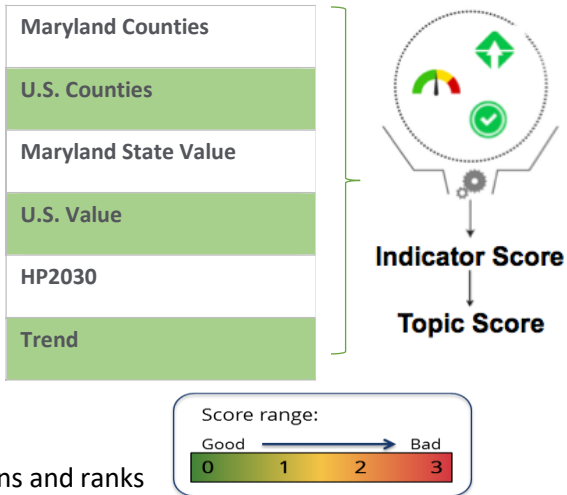 Maryland Counties
U.S. Counties
Maryland State Value
U.S. Value
HP2030
Trend
Indicator Score
Topic Score
Score range:
Good Bad
0 1 2 3
and ranks